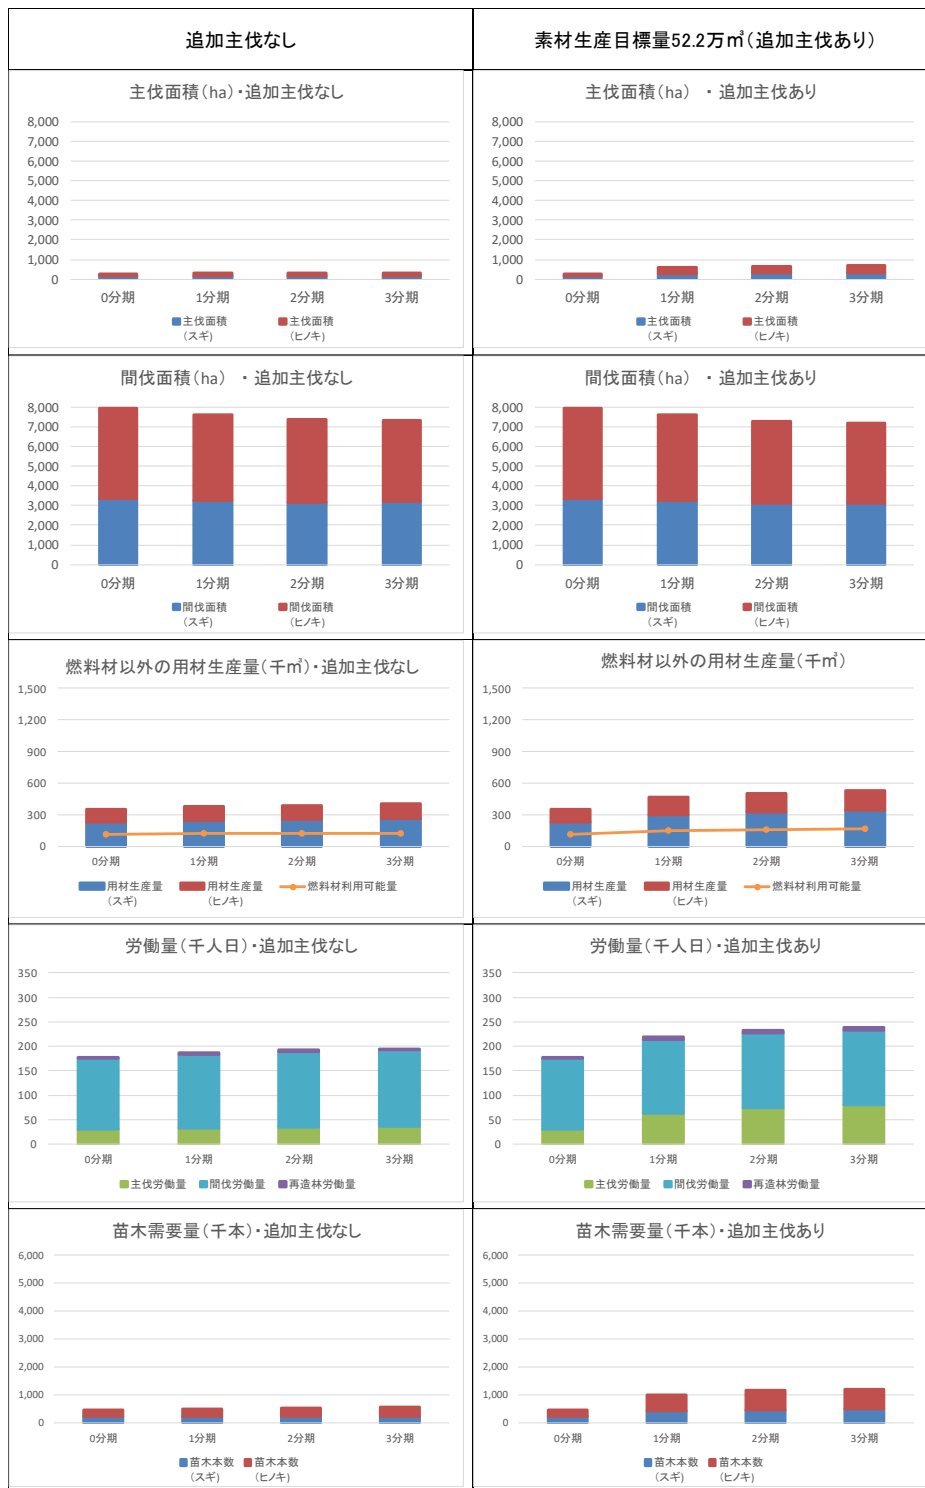 追加主伐なし
素材生産目標量52.2万㎥(追加主伐あり)
主伐面積(ha)・追加主伐なし
8,000
7,000
6,000
5,000
4,000
3,000
2,000
1,000
0
0分期 1分期 2分期 3分期
主伐面積 主伐面積
(スギ) (ヒノキ)
主伐面積(ha) ・追加主伐あり
8,000
7,000
6,000
5,000
4,000
3,000
2,000
1,000
0
0分期 1分期 2分期 3分期
主伐面積 主伐面積
(スギ) (ヒノキ)
間伐面積(ha) ・追加主伐なし
8,000
7,000
6,000
5,000
4,000
3,000
2,000
1,000
0
0分期 1分期 2分期 3分期
間伐面積 間伐面積
(スギ) (ヒノキ)
間伐面積(ha) ・追加主伐あり
8,000
7,000
6,000
5,000
4,000
3,000
2,000
1,000
0
0分期 1分期 2分期 3分期
間伐面積 間伐面積
(スギ) (ヒノキ)
燃料材以外の用材生産量(千㎥)・追加主伐なし
1,500
1,200
900
600
300
0
0分期 1分期 2分期 3分期
用材生産量 用材生産量 燃料材利用可能量
(スギ) (ヒノキ)
燃料材以外の用材生産量(千㎥)
1,500
1,200
900
600
300
0
0分期 1分期 2分期 3分期
用材生産量 用材生産量 燃料材利用可能量
(スギ) (ヒノキ)
労働量(千人日)・追加主伐なし
350
300
250
200
150
100
50
0
0分期 1分期 2分期 3分期
主伐労働量 間伐労働量 再造林労働量
労働量(千人日)・追加主伐あり
350
300
250
200
150
100
50
0
0分期 1分期 2分期 3分期
主伐労働量 間伐労働量 再造林労働量
苗木需要量(千本)・追加主伐なし
6,000
5,000
4,000
3,000
2,000
1,000
0
0分期 1分期 2分期 3分期
苗木本数 苗木本数
(スギ) (ヒノキ)
苗木需要量(千本)・追加主伐あり
6,000
5,000
4,000
3,000
2,000
1,000
0
0分期 1分期 2分期 3分期
苗木本数 苗木本数
(スギ) (ヒノキ)